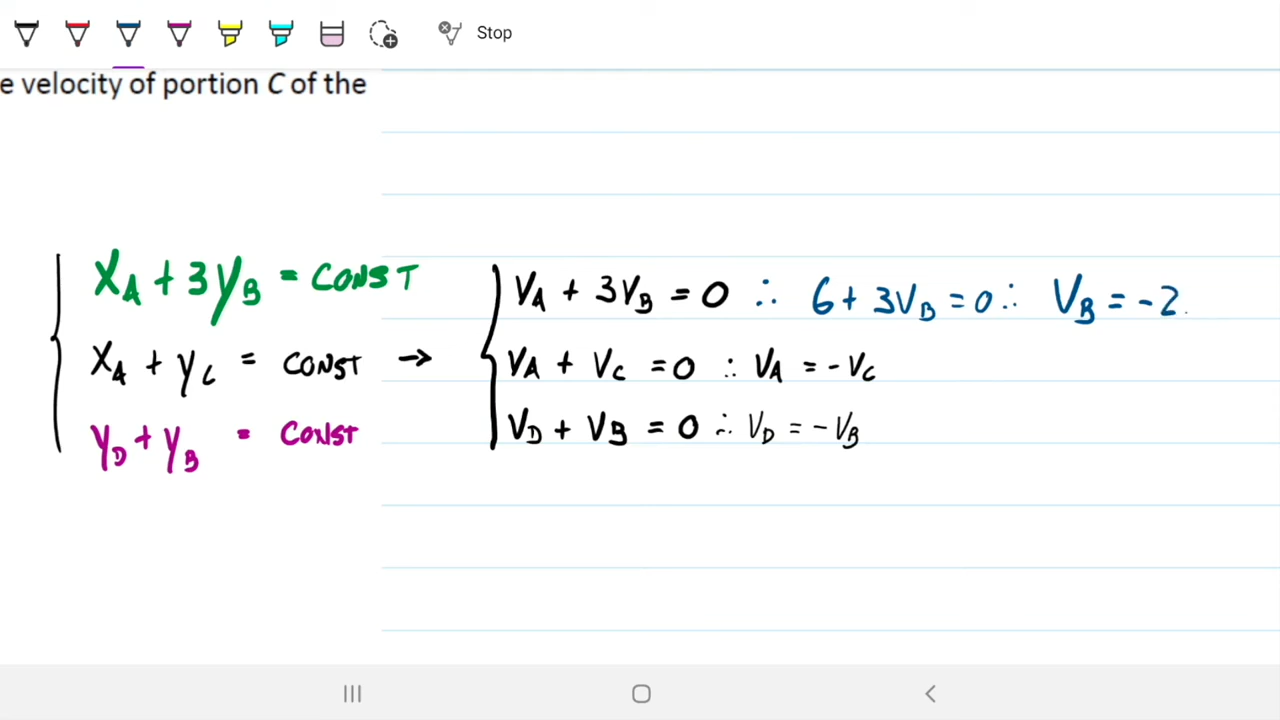 Stop
e velocity of portion C of the
X_A + 3y_B = CONST
V_A + 3V_B = 0 ∴ 6 + 3V_B = 0 ∴ V_B = -2.
X_A + y_C = CONST → V_A + V_C = 0 ∴ V_A = -V_C
y_D + y_B = CONST
V_D + V_B = 0 ∴ V_D = -V_B